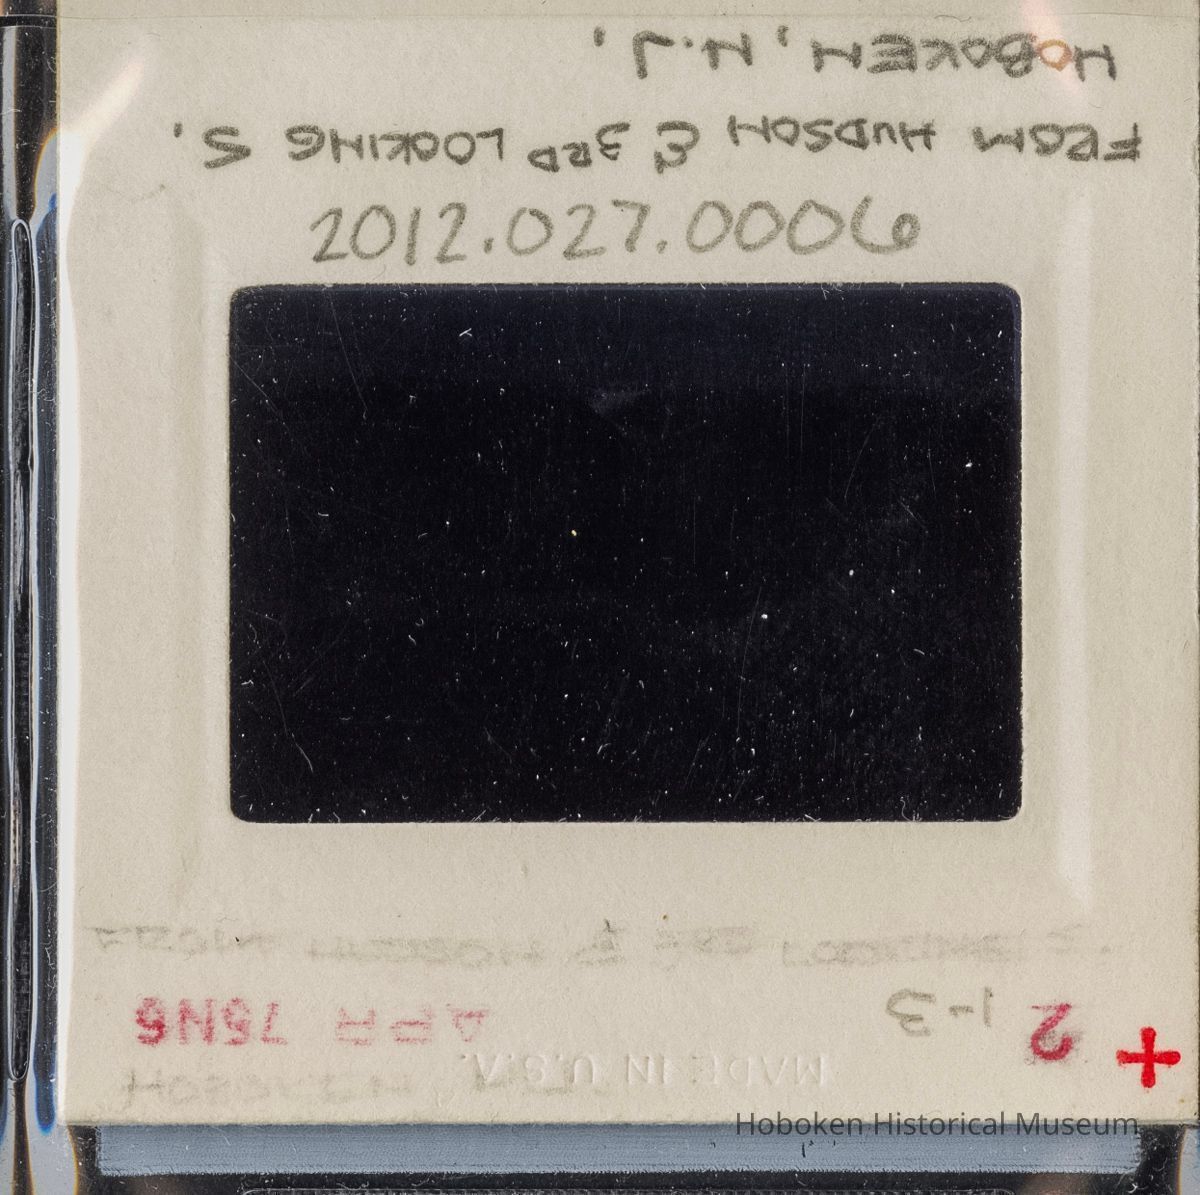 2012.027.0006
MADE IN U.S.A.
2 1-3 APR 75N6
FROM HUDSON & 3RD LOOKING S.
HOBOKEN, N.J.
Hoboken Historical Museum